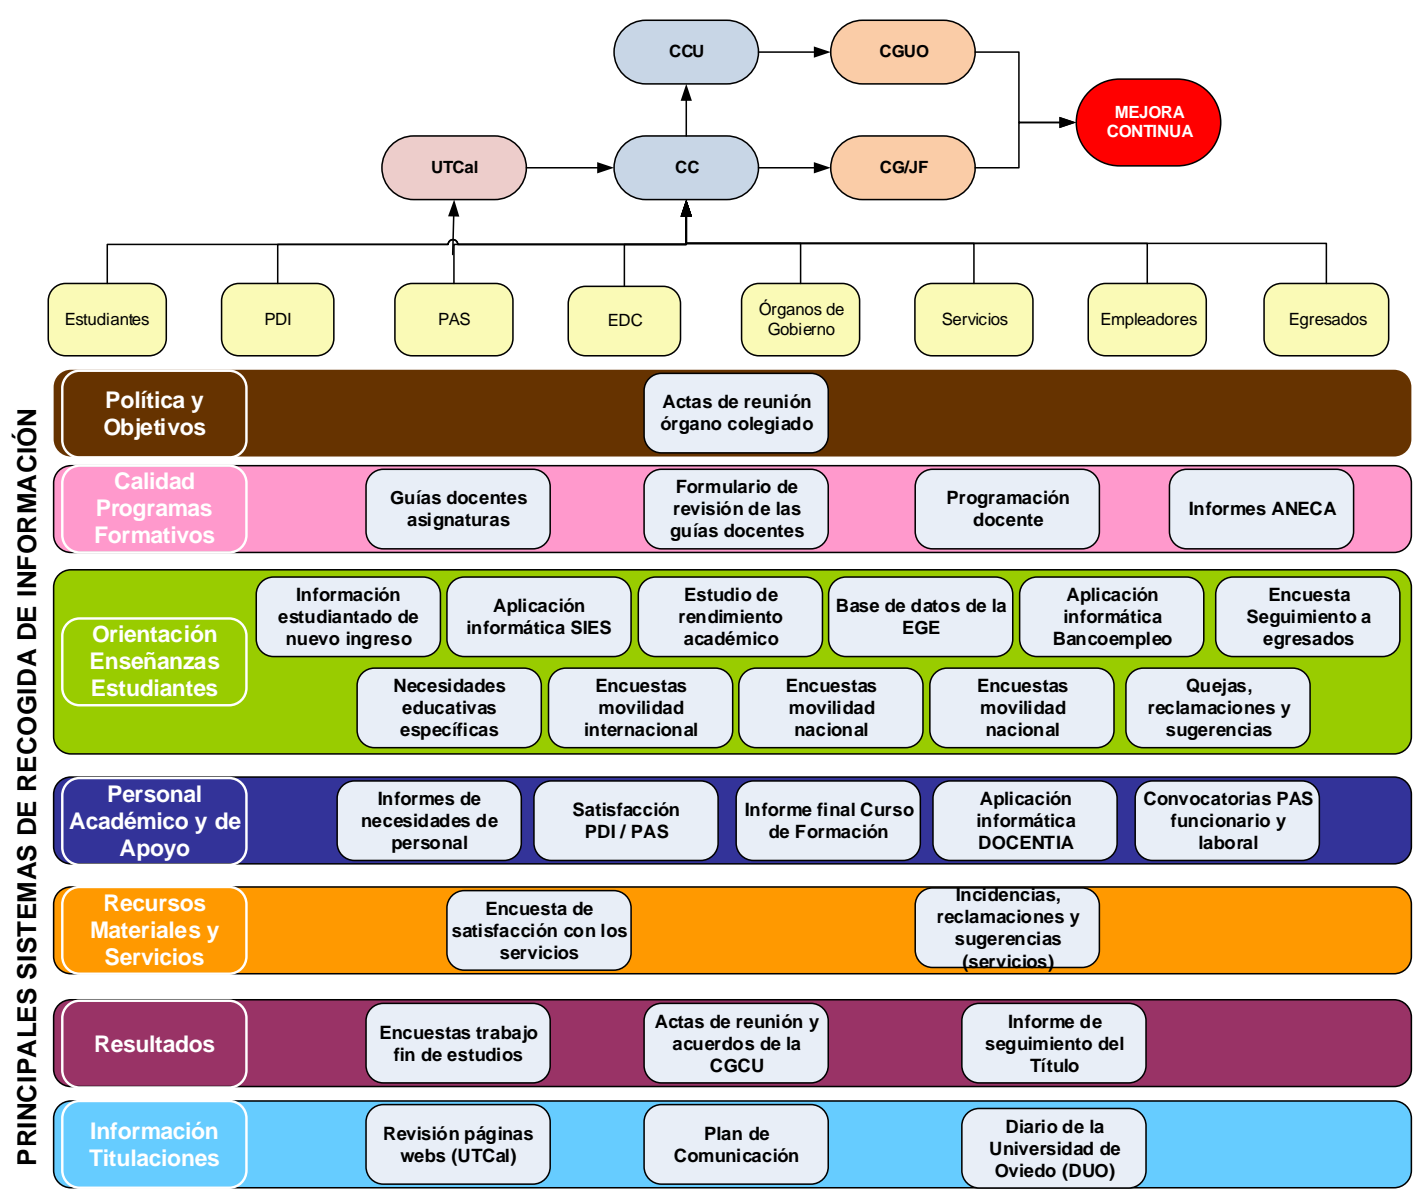 CCU
CGUO
MEJORA
CONTINUA
UTCal
CC
CG/JF
Estudiantes
PDI
PAS
EDC
Órganos de
Gobierno
Servicios
Empleadores
Egresados
PRINCIPALES SISTEMAS DE RECOGIDA DE INFORMACIÓN
Política y
Objetivos
Actas de reunión
órgano colegiado
Calidad
Programas
Formativos
Guías docentes
asignaturas
Formulario de
revisión de las
guías docentes
Programación
docente
Informes ANECA
Orientación
Enseñanzas
Estudiantes
Información
estudiantado de
nuevo ingreso
Aplicación
informática SIES
Estudio de
rendimiento
académico
Base de datos de la
EGE
Aplicación
informática
Bancoempleo
Encuesta
Seguimiento a
egresados
Necesidades
educativas
específicas
Encuestas
movilidad
internacional
Encuestas
movilidad
nacional
Encuestas
movilidad
nacional
Quejas,
reclamaciones y
sugerencias
Personal
Académico y de
Apoyo
Informes de
necesidades de
personal
Satisfacción
PDI / PAS
Informe final Curso
de Formación
Aplicación
informática
DOCENTIA
Convocatorias PAS
funcionario y
laboral
Recursos
Materiales y
Servicios
Encuesta de
satisfacción con los
servicios
Incidencias,
reclamaciones y
sugerencias
(servicios)
Resultados
Encuestas trabajo
fin de estudios
Actas de reunión y
acuerdos de la
CGCU
Informe de
seguimiento del
Título
Información
Titulaciones
Revisión páginas
webs (UTCal)
Plan de
Comunicación
Diario de la
Universidad de
Oviedo (DUO)